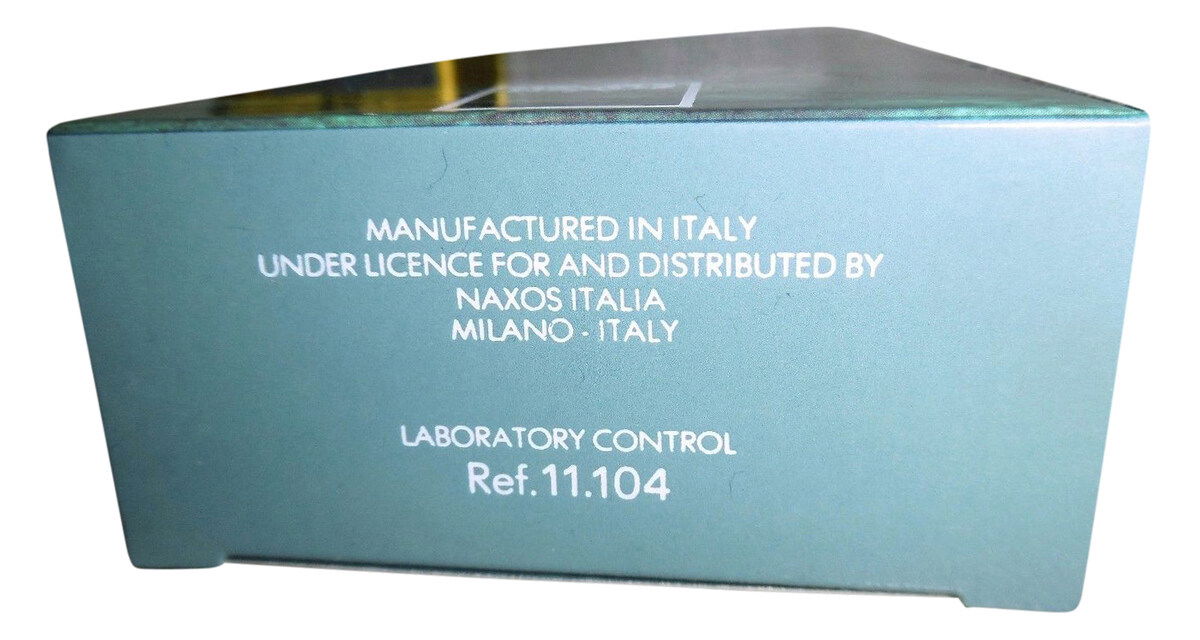 MANUFACTURED IN ITALY
UNDER LICENCE FOR AND DISTRIBUTED BY
NAXOS ITALIA
MILANO - ITALY
LABORATORY CONTROL
Ref.11.104